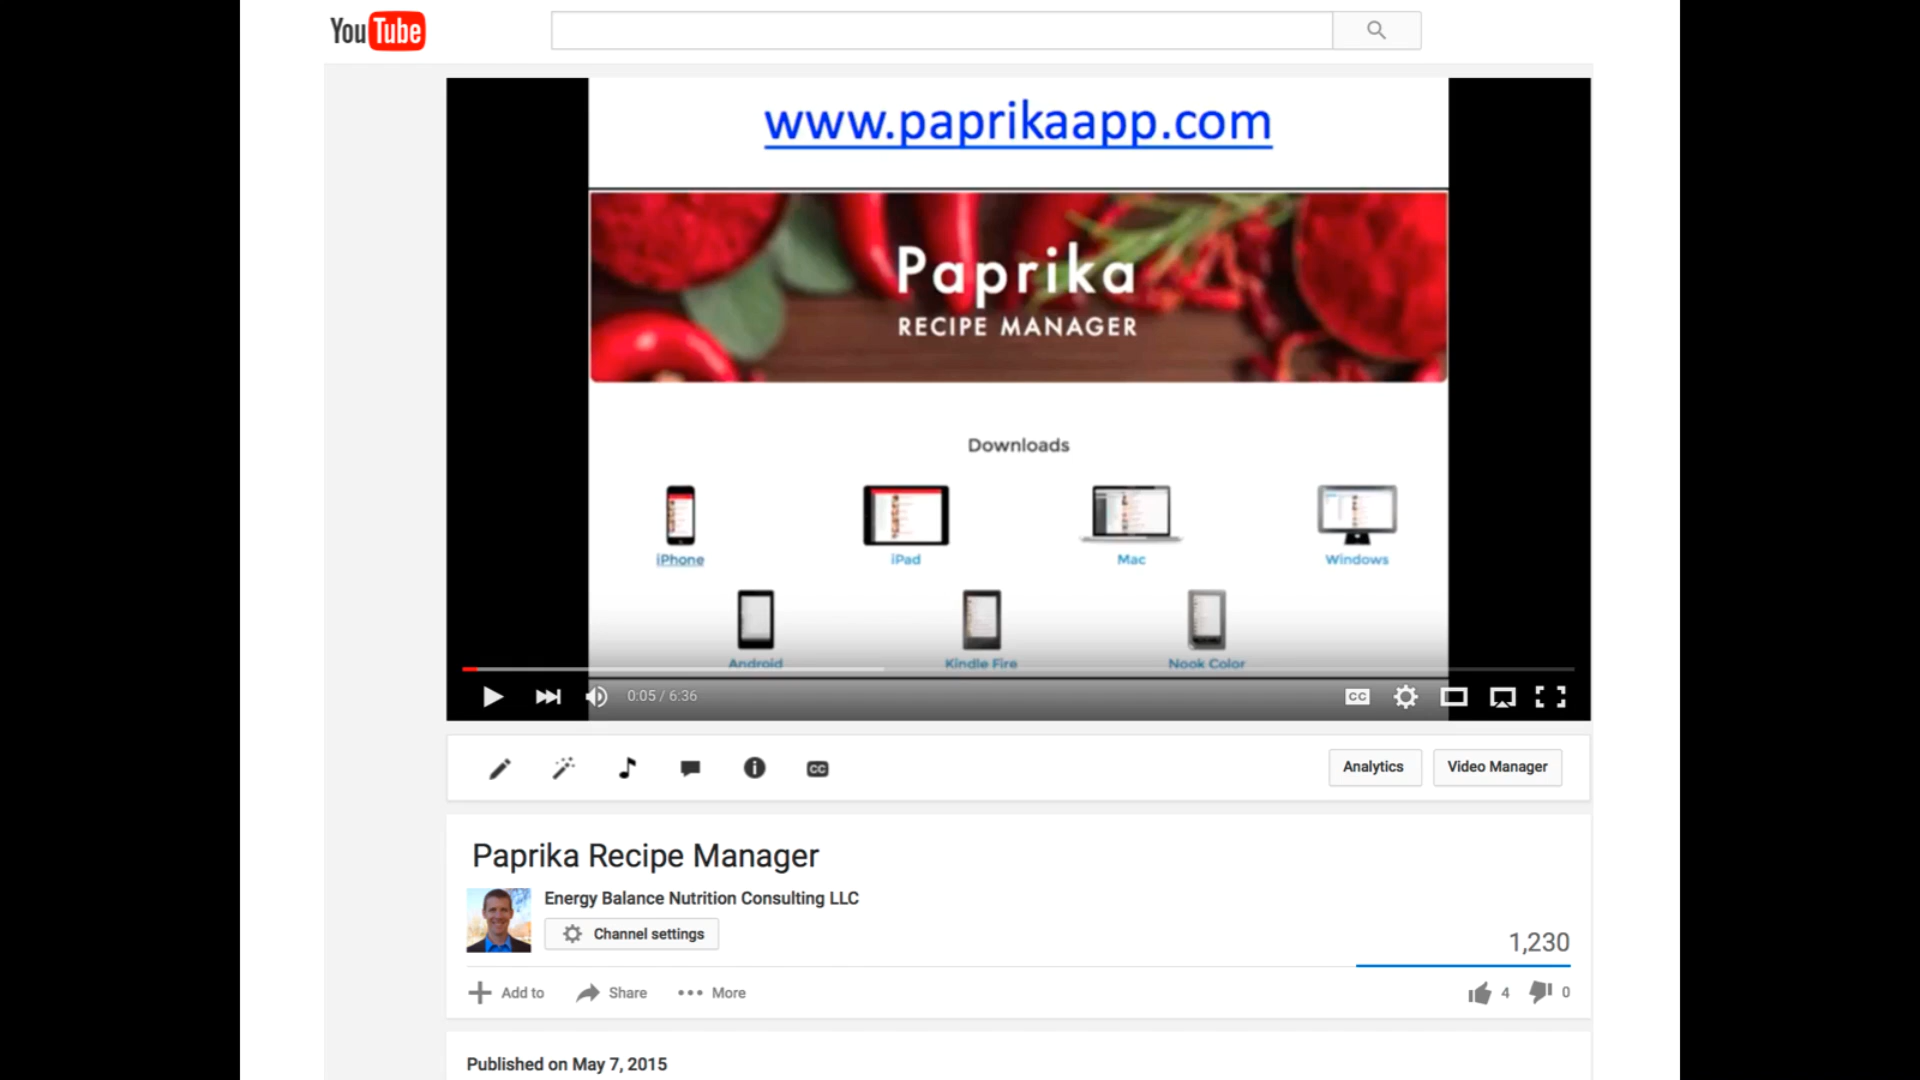 YouTube
www.paprikaapp.com
Paprika
RECIPE MANAGER
Downloads
iPhone iPad Mac Windows
Android Kindle Fire Nook Color
0:05 / 6:36 CC
CC Analytics Video Manager
Paprika Recipe Manager
Energy Balance Nutrition Consulting LLC
Channel settings
1,230
Add to Share More 4 0
Published on May 7, 2015